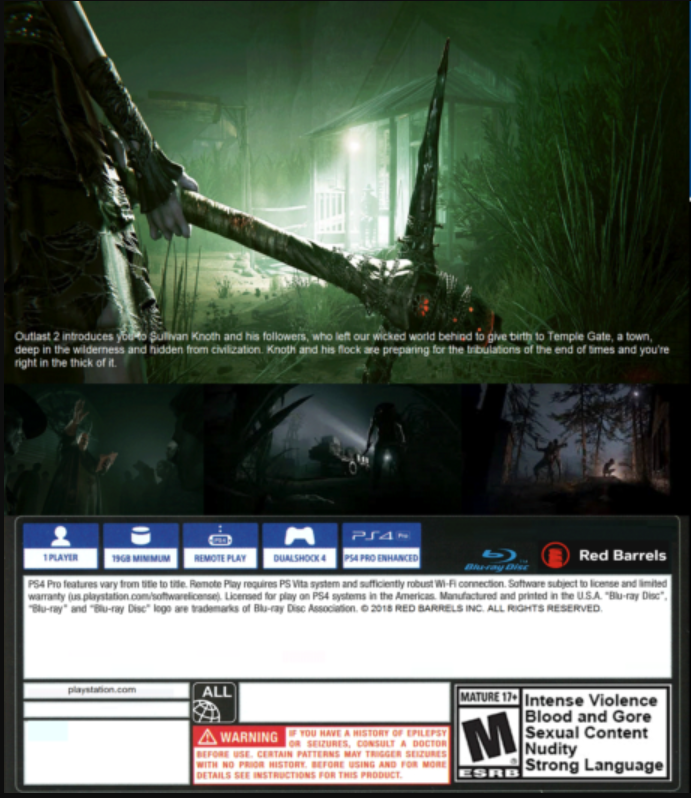 Outlast 2 introduces you to Sullivan Knoth and his followers, who left our wicked world behind to give birth to Temple Gate, a town,
deep in the wilderness and hidden from civilization. Knoth and his flock are preparing for the tribulations of the end of times and you're
right in the thick of it.
1 PLAYER
19GB MINIMUM
PS4
REMOTE PLAY
DUALSHOCK 4
PS4 Pro
PS4 PRO ENHANCED
Blu-ray Disc
Red Barrels
PS4 Pro features vary from title to title. Remote Play requires PS Vita system and sufficiently robust Wi-Fi connection. Software subject to license and limited
warranty (us.playstation.com/softwarelicense). Licensed for play on PS4 systems in the Americas. Manufactured and printed in the U.S.A. "Blu-ray Disc",
"Blu-ray" and "Blu-ray Disc" logo are trademarks of Blu-ray Disc Association. © 2018 RED BARRELS INC. ALL RIGHTS RESERVED.
playstation.com
ALL
WARNING
IF YOU HAVE A HISTORY OF EPILEPSY
OR SEIZURES, CONSULT A DOCTOR
BEFORE USE. CERTAIN PATTERNS MAY TRIGGER SEIZURES
WITH NO PRIOR HISTORY. BEFORE USING AND FOR MORE
DETAILS SEE INSTRUCTIONS FOR THIS PRODUCT.
MATURE 17+
M
®
ESRB
Intense Violence
Blood and Gore
Sexual Content
Nudity
Strong Language